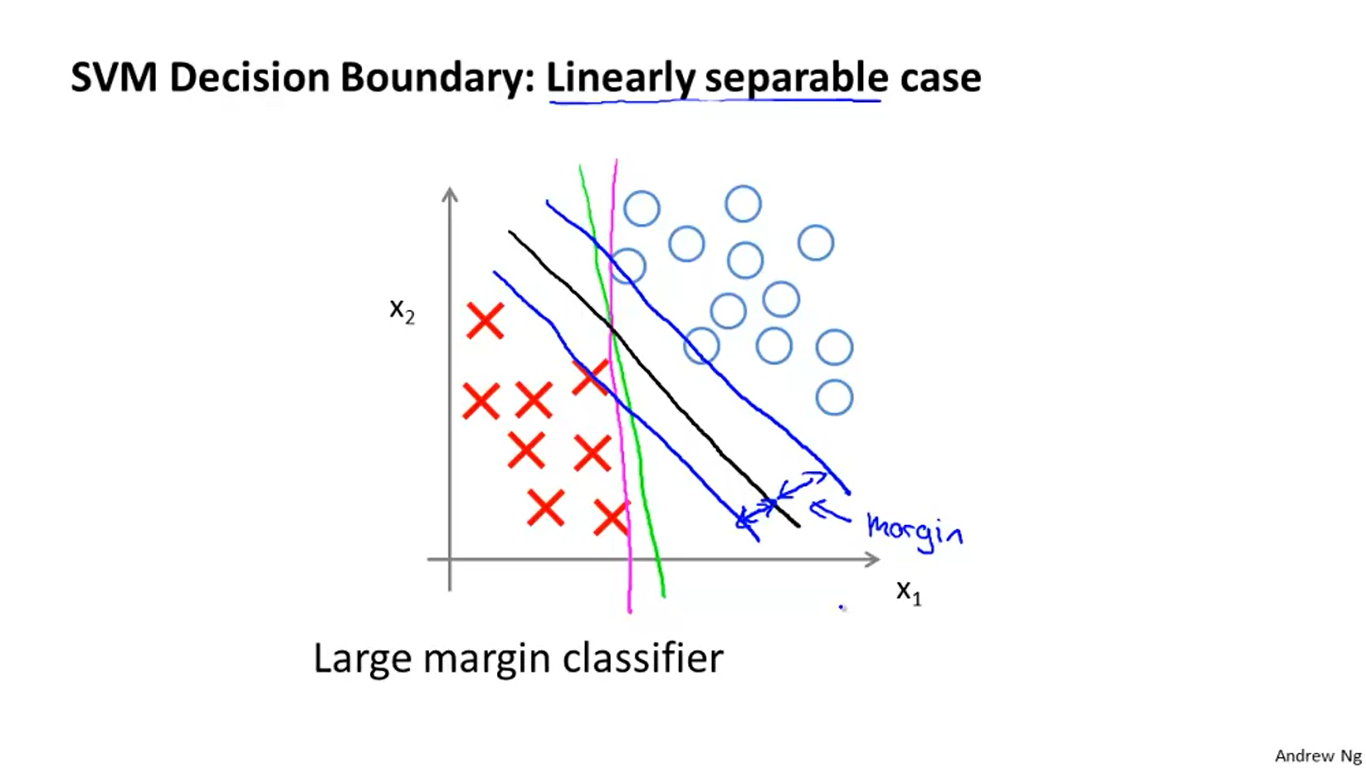 SVM Decision Boundary: Linearly separable case
x₂
margin
x₁
Large margin classifier
Andrew Ng